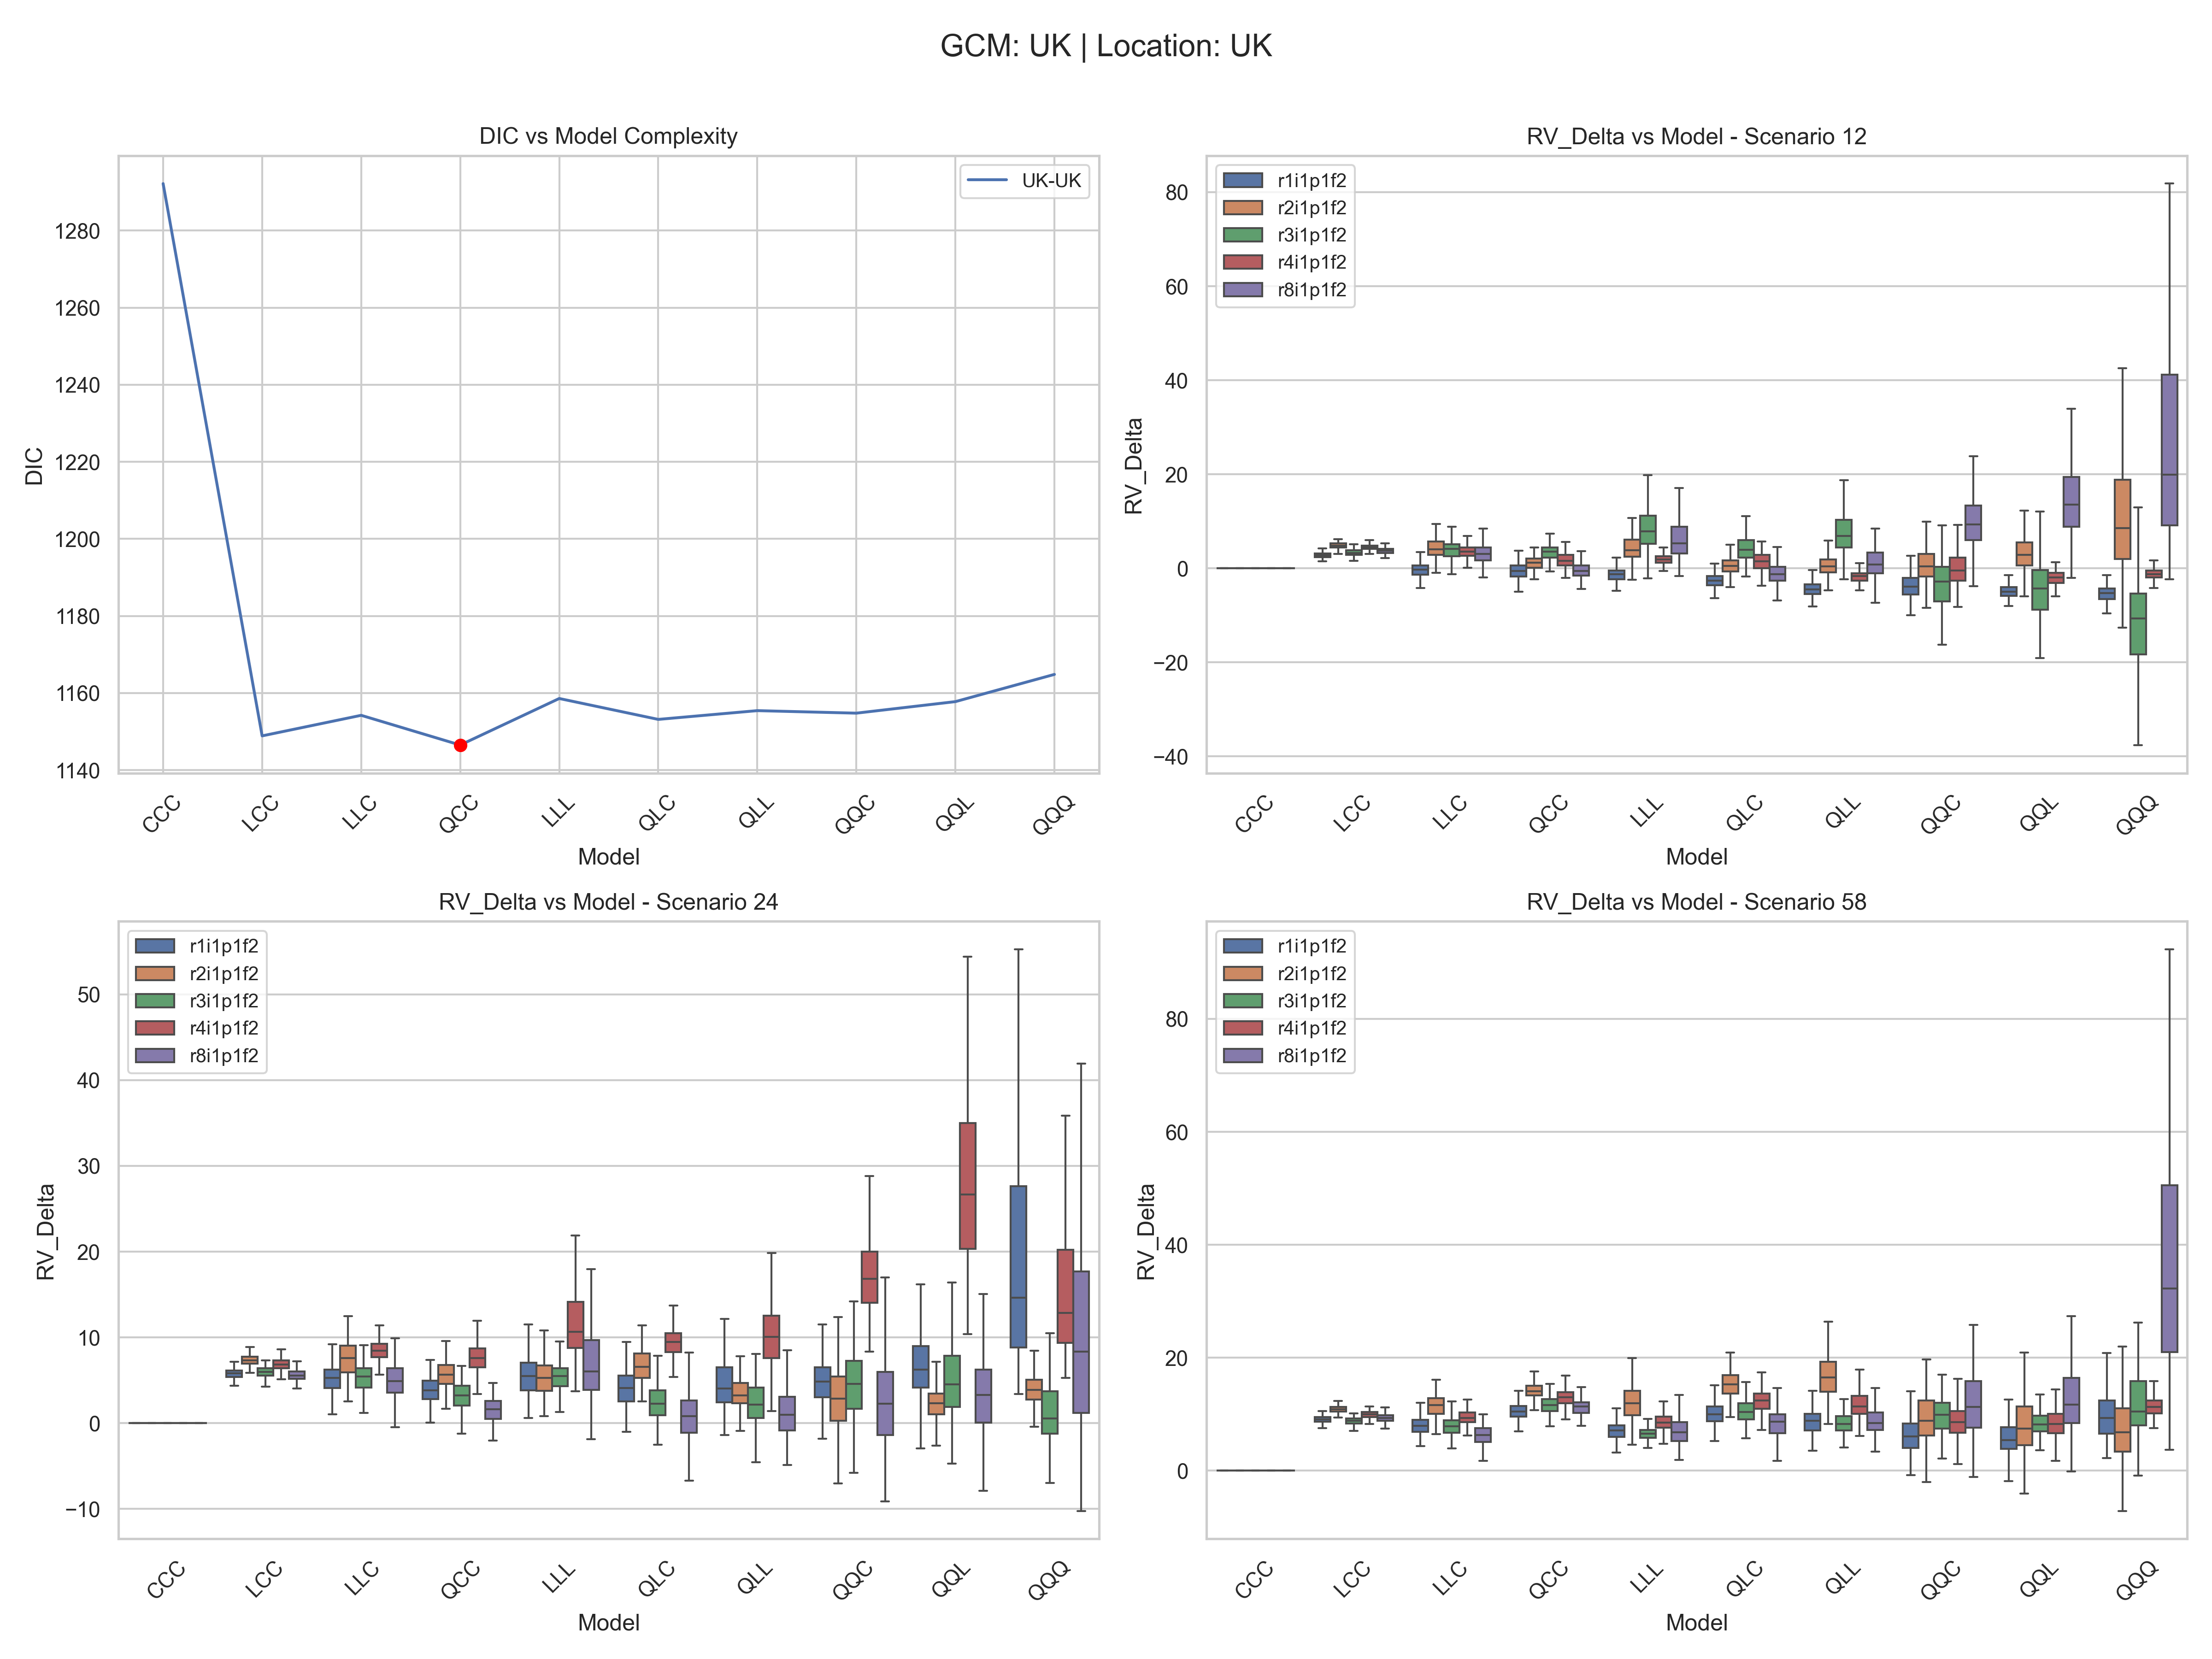 GCM: UK | Location: UK
DIC vs Model Complexity
UK-UK
1280
1260
1240
1220
1200
1180
1160
1140
DIC
CCC
LCC
LLC
QCC
LLL
QLC
QLL
QQC
QQL
QQQ
Model
RV_Delta vs Model - Scenario 12
r1i1p1f2
r2i1p1f2
r3i1p1f2
r4i1p1f2
r8i1p1f2
80
60
40
20
0
−20
−40
RV_Delta
CCC
LCC
LLC
QCC
LLL
QLC
QLL
QQC
QQL
QQQ
Model
RV_Delta vs Model - Scenario 24
r1i1p1f2
r2i1p1f2
r3i1p1f2
r4i1p1f2
r8i1p1f2
50
40
30
20
10
0
−10
RV_Delta
CCC
LCC
LLC
QCC
LLL
QLC
QLL
QQC
QQL
QQQ
Model
RV_Delta vs Model - Scenario 58
r1i1p1f2
r2i1p1f2
r3i1p1f2
r4i1p1f2
r8i1p1f2
80
60
40
20
0
RV_Delta
CCC
LCC
LLC
QCC
LLL
QLC
QLL
QQC
QQL
QQQ
Model